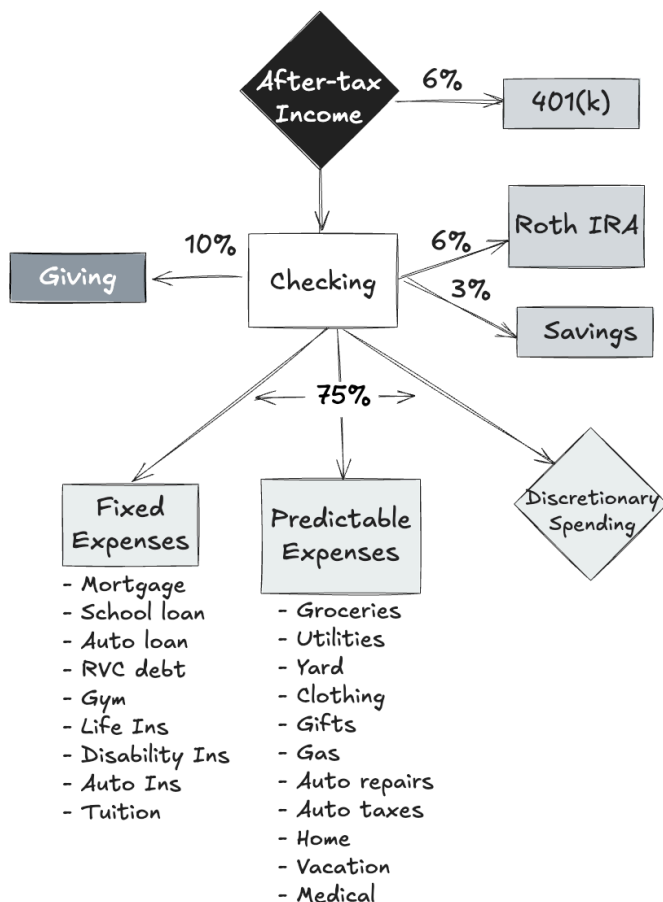 After-tax
Income
6%
401(k)
10%
Giving
Checking
6%
Roth IRA
3%
Savings
75%
Fixed
Expenses
- Mortgage
- School loan
- Auto loan
- RVC debt
- Gym
- Life Ins
- Disability Ins
- Auto Ins
- Tuition
Predictable
Expenses
- Groceries
- Utilities
- Yard
- Clothing
- Gifts
- Gas
- Auto repairs
- Auto taxes
- Home
- Vacation
- Medical
Discretionary
Spending